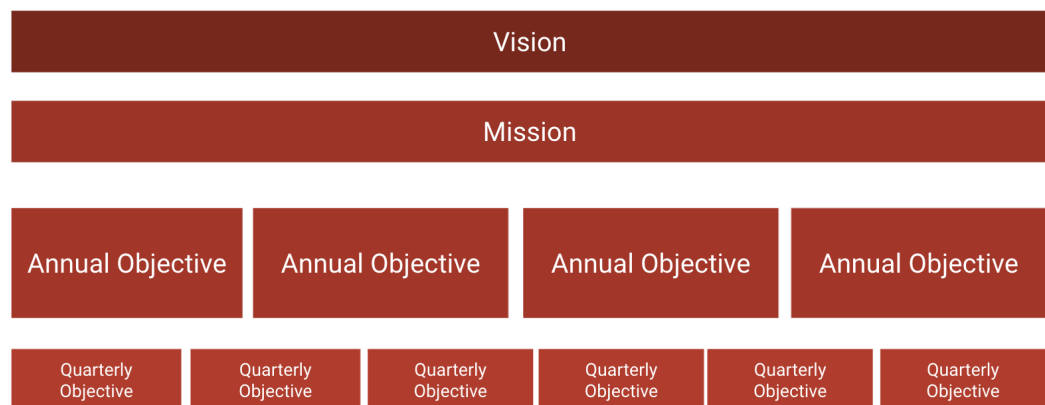 Vision
Mission
Annual Objective Annual Objective Annual Objective Annual Objective
Quarterly Quarterly Quarterly Quarterly Quarterly Quarterly
Objective Objective Objective Objective Objective Objective